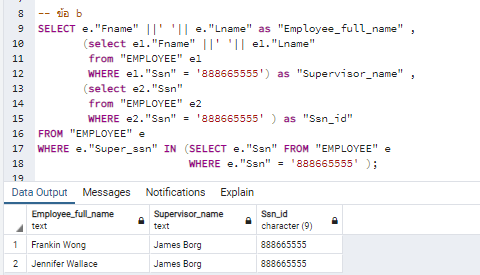 7
8 -- ข้อ b
9 SELECT e."Fname" ||' '|| e."Lname" as "Employee_full_name" ,
10 (select e1."Fname" ||' '|| e1."Lname"
11 from "EMPLOYEE" e1
12 WHERE e1."Ssn" = '888665555') as "Supervisor_name" ,
13 (select e2."Ssn"
14 from "EMPLOYEE" e2
15 WHERE e2."Ssn" = '888665555' ) as "Ssn_id"
16 FROM "EMPLOYEE" e
17 WHERE e."Super_ssn" IN (SELECT e."Ssn" FROM "EMPLOYEE" e
18 WHERE e."Ssn" = '888665555' );
19
Data Output Messages Notifications Explain
Employee_full_name Supervisor_name Ssn_id
text text character (9)
1 Frankin Wong James Borg 888665555
2 Jennifer Wallace James Borg 888665555